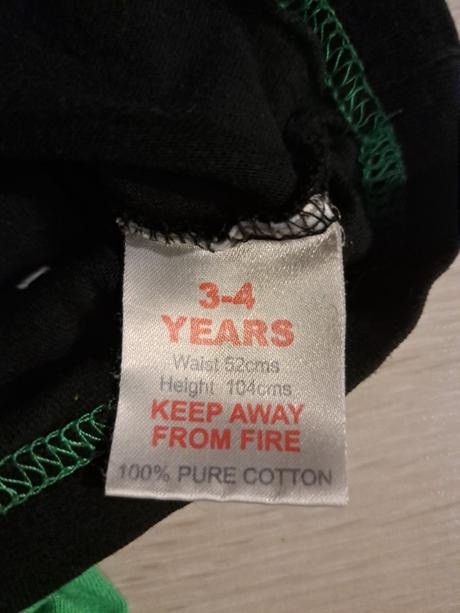 3-4
YEARS
Waist 52cms
Height 104cms
KEEP AWAY
FROM FIRE
100% PURE COTTON